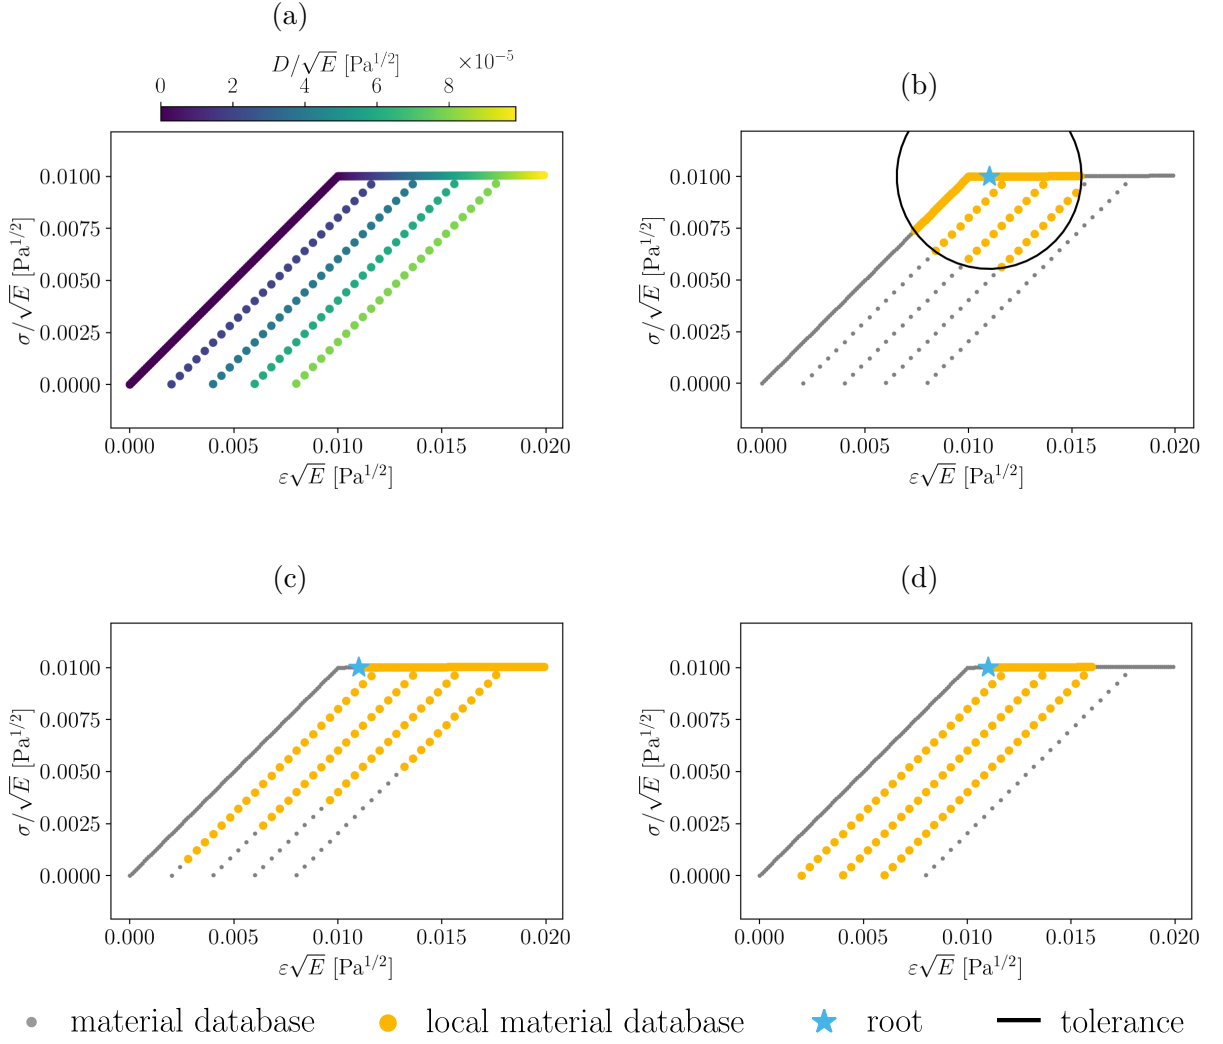 (a)
D/√E [Pa^1/2] ×10^−5
0 2 4 6 8
0.0100
0.0075
0.0050
0.0025
0.0000
σ/√E [Pa^1/2]
0.000 0.005 0.010 0.015 0.020
ε√E [Pa^1/2]
(b)
0.0100
0.0075
0.0050
0.0025
0.0000
σ/√E [Pa^1/2]
0.000 0.005 0.010 0.015 0.020
ε√E [Pa^1/2]
(c)
0.0100
0.0075
0.0050
0.0025
0.0000
σ/√E [Pa^1/2]
0.000 0.005 0.010 0.015 0.020
ε√E [Pa^1/2]
(d)
0.0100
0.0075
0.0050
0.0025
0.0000
σ/√E [Pa^1/2]
0.000 0.005 0.010 0.015 0.020
ε√E [Pa^1/2]
material database local material database root tolerance